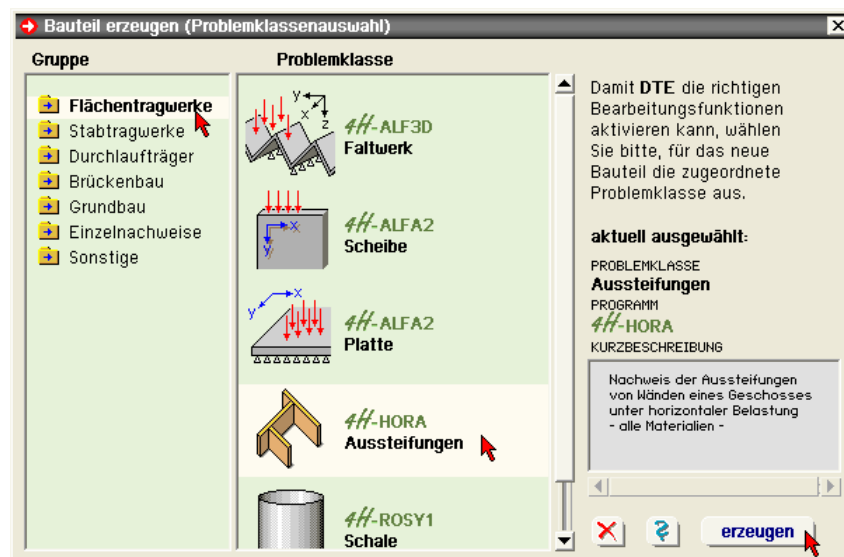 Bauteil erzeugen (Problemklassenauswahl)
Gruppe
Problemklasse
Flächentragwerke
Stabtragwerke
Durchlaufträger
Brückenbau
Grundbau
Einzelnachweise
Sonstige
y
x
z
4H-ALF3D
Faltwerk
x
y
4H-ALFA2
Scheibe
y
x
4H-ALFA2
Platte
4H-HORA
Aussteifungen
4H-ROSY1
Schale
Damit DTE die richtigen
Bearbeitungsfunktionen
aktivieren kann, wählen
Sie bitte, für das neue
Bauteil die zugeordnete
Problemklasse aus.
aktuell ausgewählt:
PROBLEMKLASSE
Aussteifungen
PROGRAMM
4H-HORA
KURZBESCHREIBUNG
Nachweis der Aussteifungen
von Wänden eines Geschosses
unter horizontaler Belastung
- alle Materialien -
erzeugen